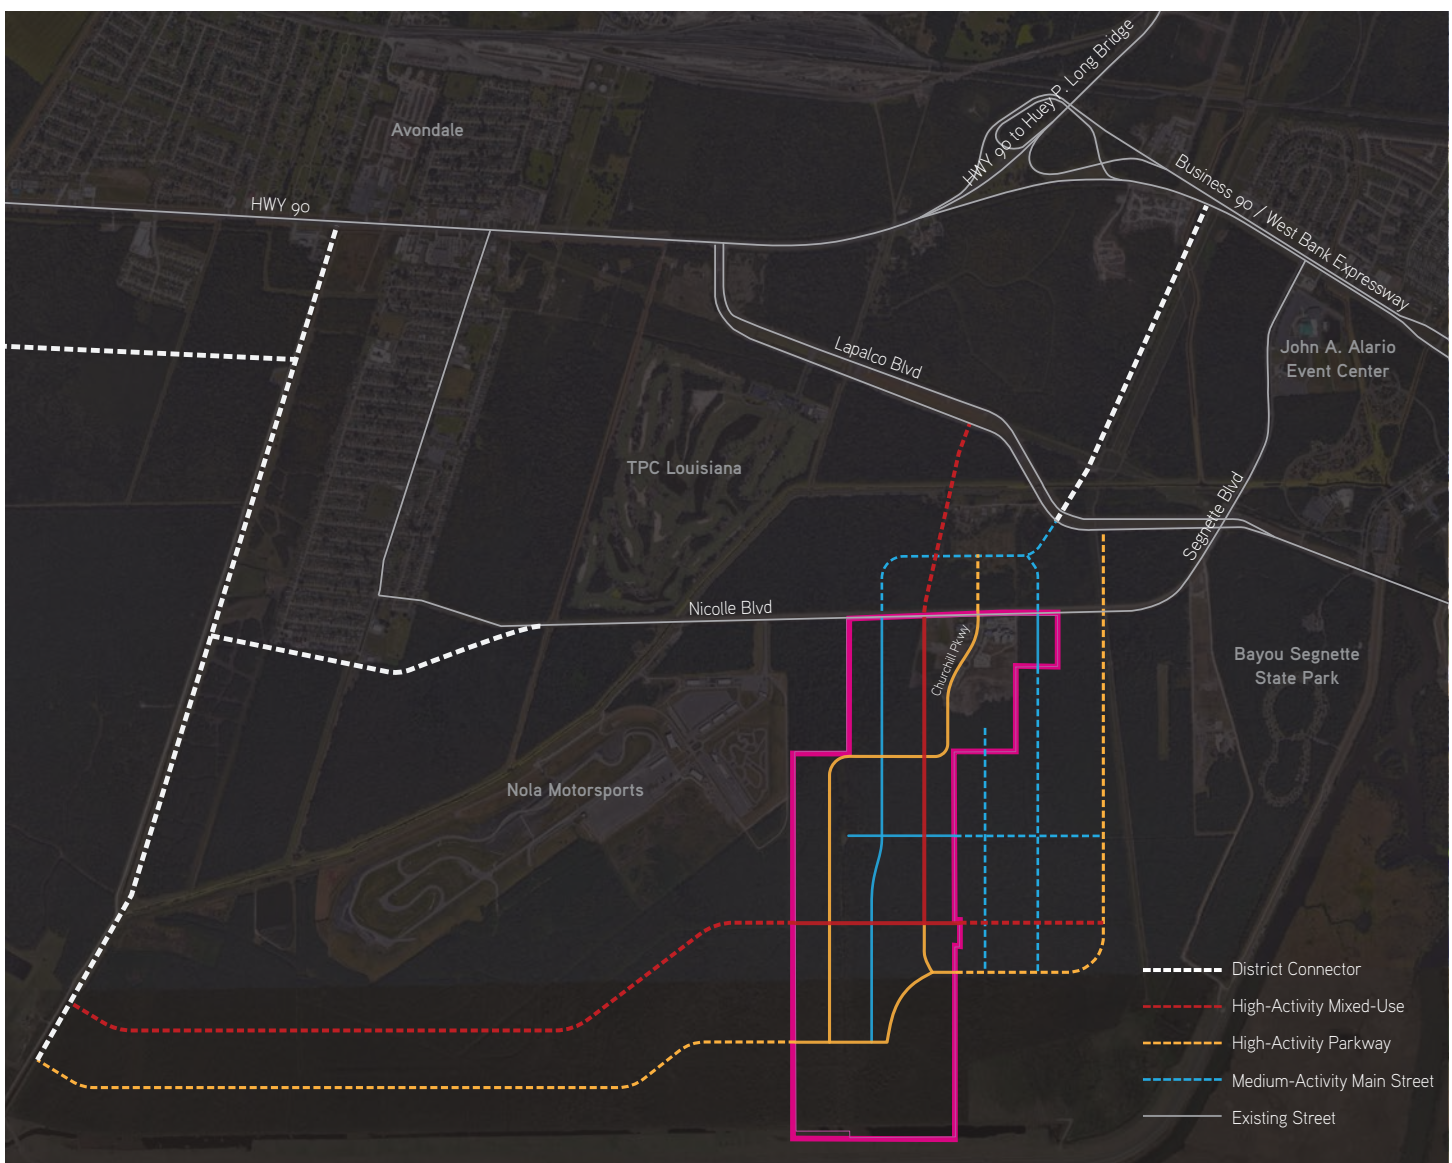 HWY 90 to Huey P. Long Bridge
Avondale
Business 90 / West Bank Expressway
HWY 90
Lapalco Blvd
John A. Alario
Event Center
TPC Louisiana
Segnette Blvd
Nicolle Blvd
Churchill Pkwy
Bayou Segnette
State Park
Nola Motorsports
District Connector
High-Activity Mixed-Use
High-Activity Parkway
Medium-Activity Main Street
Existing Street